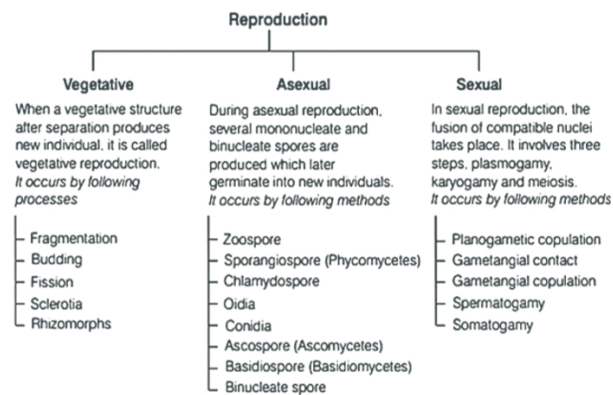 Reproduction
Vegetative
When a vegetative structure
after separation produces
new individual, it is called
vegetative reproduction.
It occurs by following
processes
Fragmentation
Budding
Fission
Sclerotia
Rhizomorphs
Asexual
During asexual reproduction,
several mononucleate and
binucleate spores are
produced which later
germinate into new individuals.
It occurs by following methods
Zoospore
Sporangiospore (Phycomycetes)
Chlamydospore
Oidia
Conidia
Ascospore (Ascomycetes)
Basidiospore (Basidiomycetes)
Binucleate spore
Sexual
In sexual reproduction, the
fusion of compatible nuclei
takes place. It involves three
steps, plasmogamy,
karyogamy and meiosis.
It occurs by following methods
Planogametic copulation
Gametangial contact
Gametangial copulation
Spermatogamy
Somatogamy